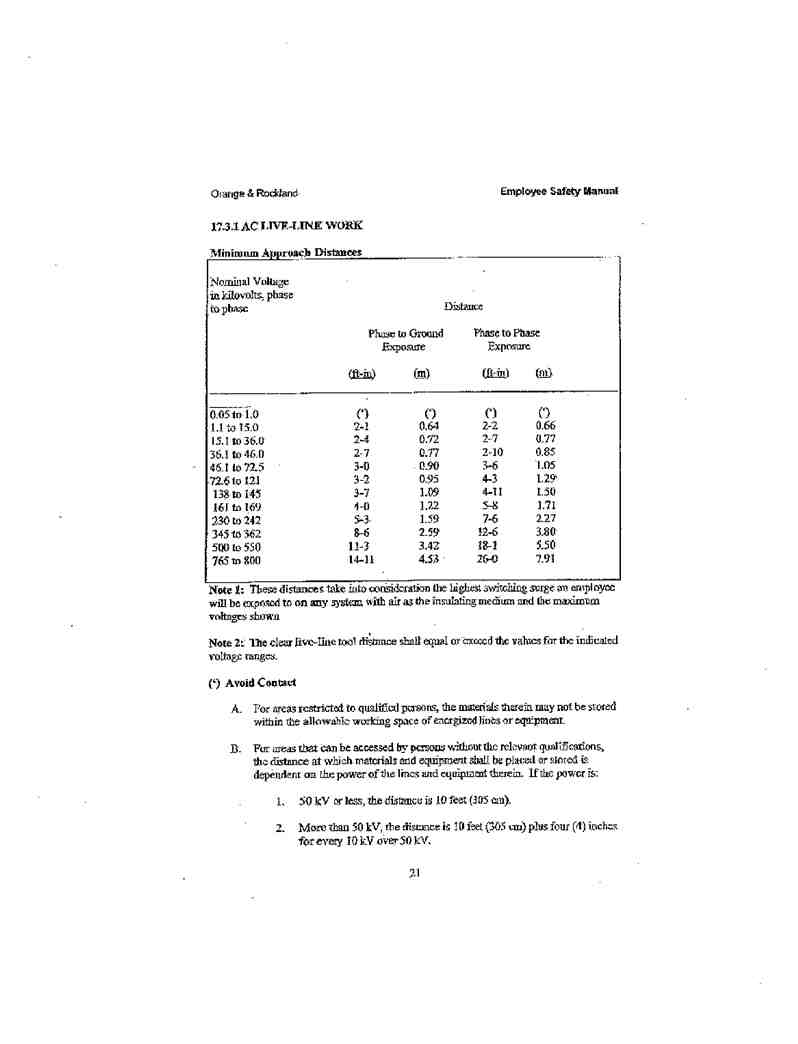 Orange & Rockland Employee Safety Manual
17.3.1 AC LIVE-LINE WORK
Minimum Approach Distances
Nominal Voltage
in kilovolts, phase
to phase Distance
Phase to Ground Phase to Phase
Exposure Exposure
(ft-in) (m) (ft-in) (m)
0.05 to 1.0 (*) (*) (*) (*)
1.1 to 15.0 2-1 0.64 2-2 0.66
15.1 to 36.0 2-4 0.72 2-7 0.77
36.1 to 46.0 2-7 0.77 2-10 0.85
46.1 to 72.5 3-0 0.90 3-6 1.05
72.6 to 121 3-2 0.95 4-3 1.29
138 to 145 3-7 1.09 4-11 1.50
161 to 169 4-0 1.22 5-8 1.71
230 to 242 5-3 1.59 7-6 2.27
345 to 362 8-6 2.59 12-6 3.80
500 to 550 11-3 3.42 18-1 5.50
765 to 800 14-11 4.53 26-0 7.91
Note 1: These distances take into consideration the highest switching surge an employee
will be exposed to on any system with air as the insulating medium and the maximum
voltages shown
Note 2: The clear live-line tool distance shall equal or exceed the values for the indicated
voltage ranges.
(*) Avoid Contact
A. For areas restricted to qualified persons, the materials therein may not be stored
within the allowable working space of energized lines or equipment.
B. For areas that can be accessed by persons without the relevant qualifications,
the distance at which materials and equipment shall be placed or stored is
dependent on the power of the lines and equipment therein. If the power is:
1. 50 kV or less, the distance is 10 feet (305 cm).
2. More than 50 kV, the distance is 10 feet (305 cm) plus four (4) inches
for every 10 kV over 50 kV.
21